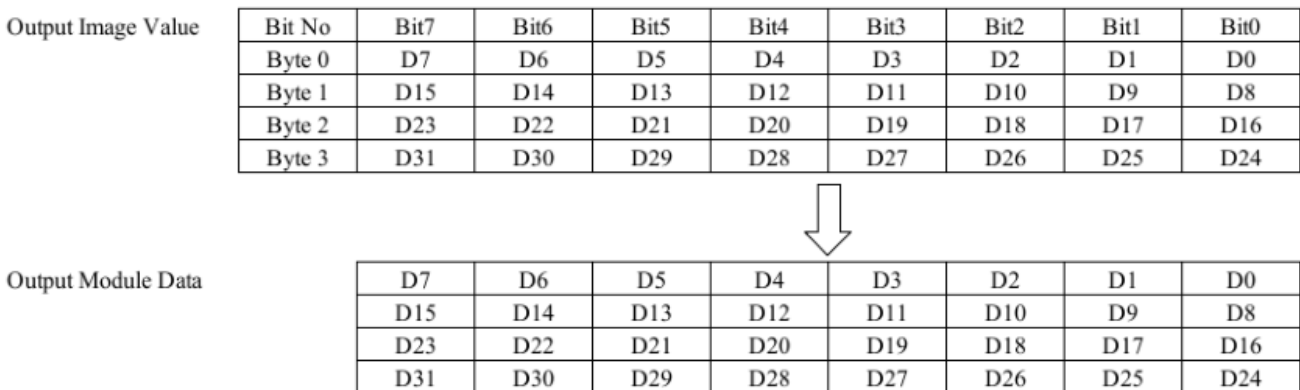 Output Image Value Bit No Bit7 Bit6 Bit5 Bit4 Bit3 Bit2 Bit1 Bit0
Byte 0 D7 D6 D5 D4 D3 D2 D1 D0
Byte 1 D15 D14 D13 D12 D11 D10 D9 D8
Byte 2 D23 D22 D21 D20 D19 D18 D17 D16
Byte 3 D31 D30 D29 D28 D27 D26 D25 D24
Output Module Data D7 D6 D5 D4 D3 D2 D1 D0
D15 D14 D13 D12 D11 D10 D9 D8
D23 D22 D21 D20 D19 D18 D17 D16
D31 D30 D29 D28 D27 D26 D25 D24